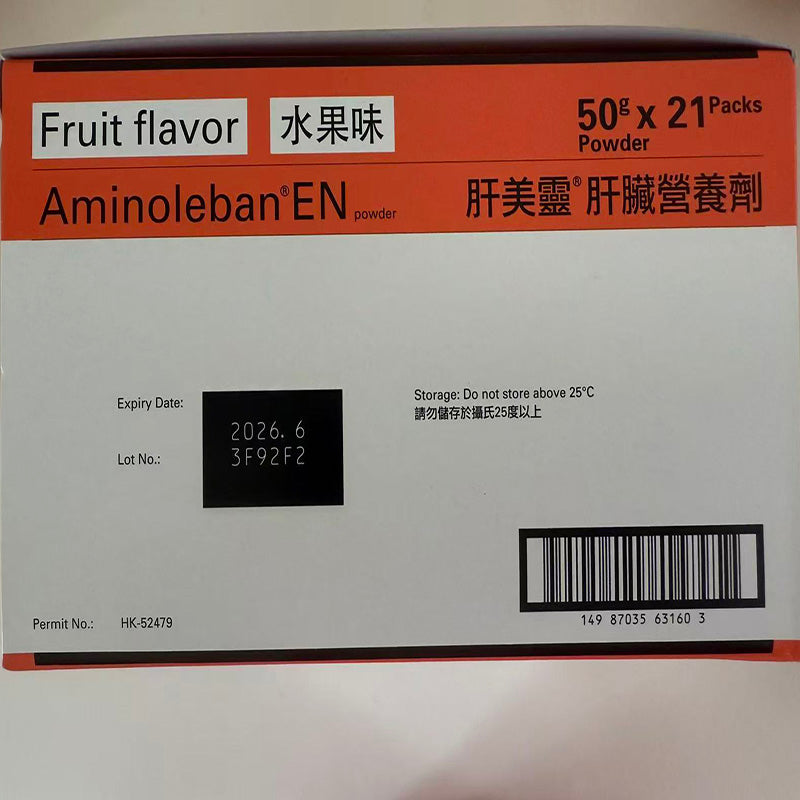 Fruit flavor 水果味 50g x 21 Packs
Powder
Aminoleban® EN powder 肝美靈® 肝臟營養劑
Expiry Date: 2026. 6
Lot No.: 3F92F2
Storage: Do not store above 25°C
請勿儲存於攝氏25度以上
149 87035 63160 3
Permit No.: HK-52479